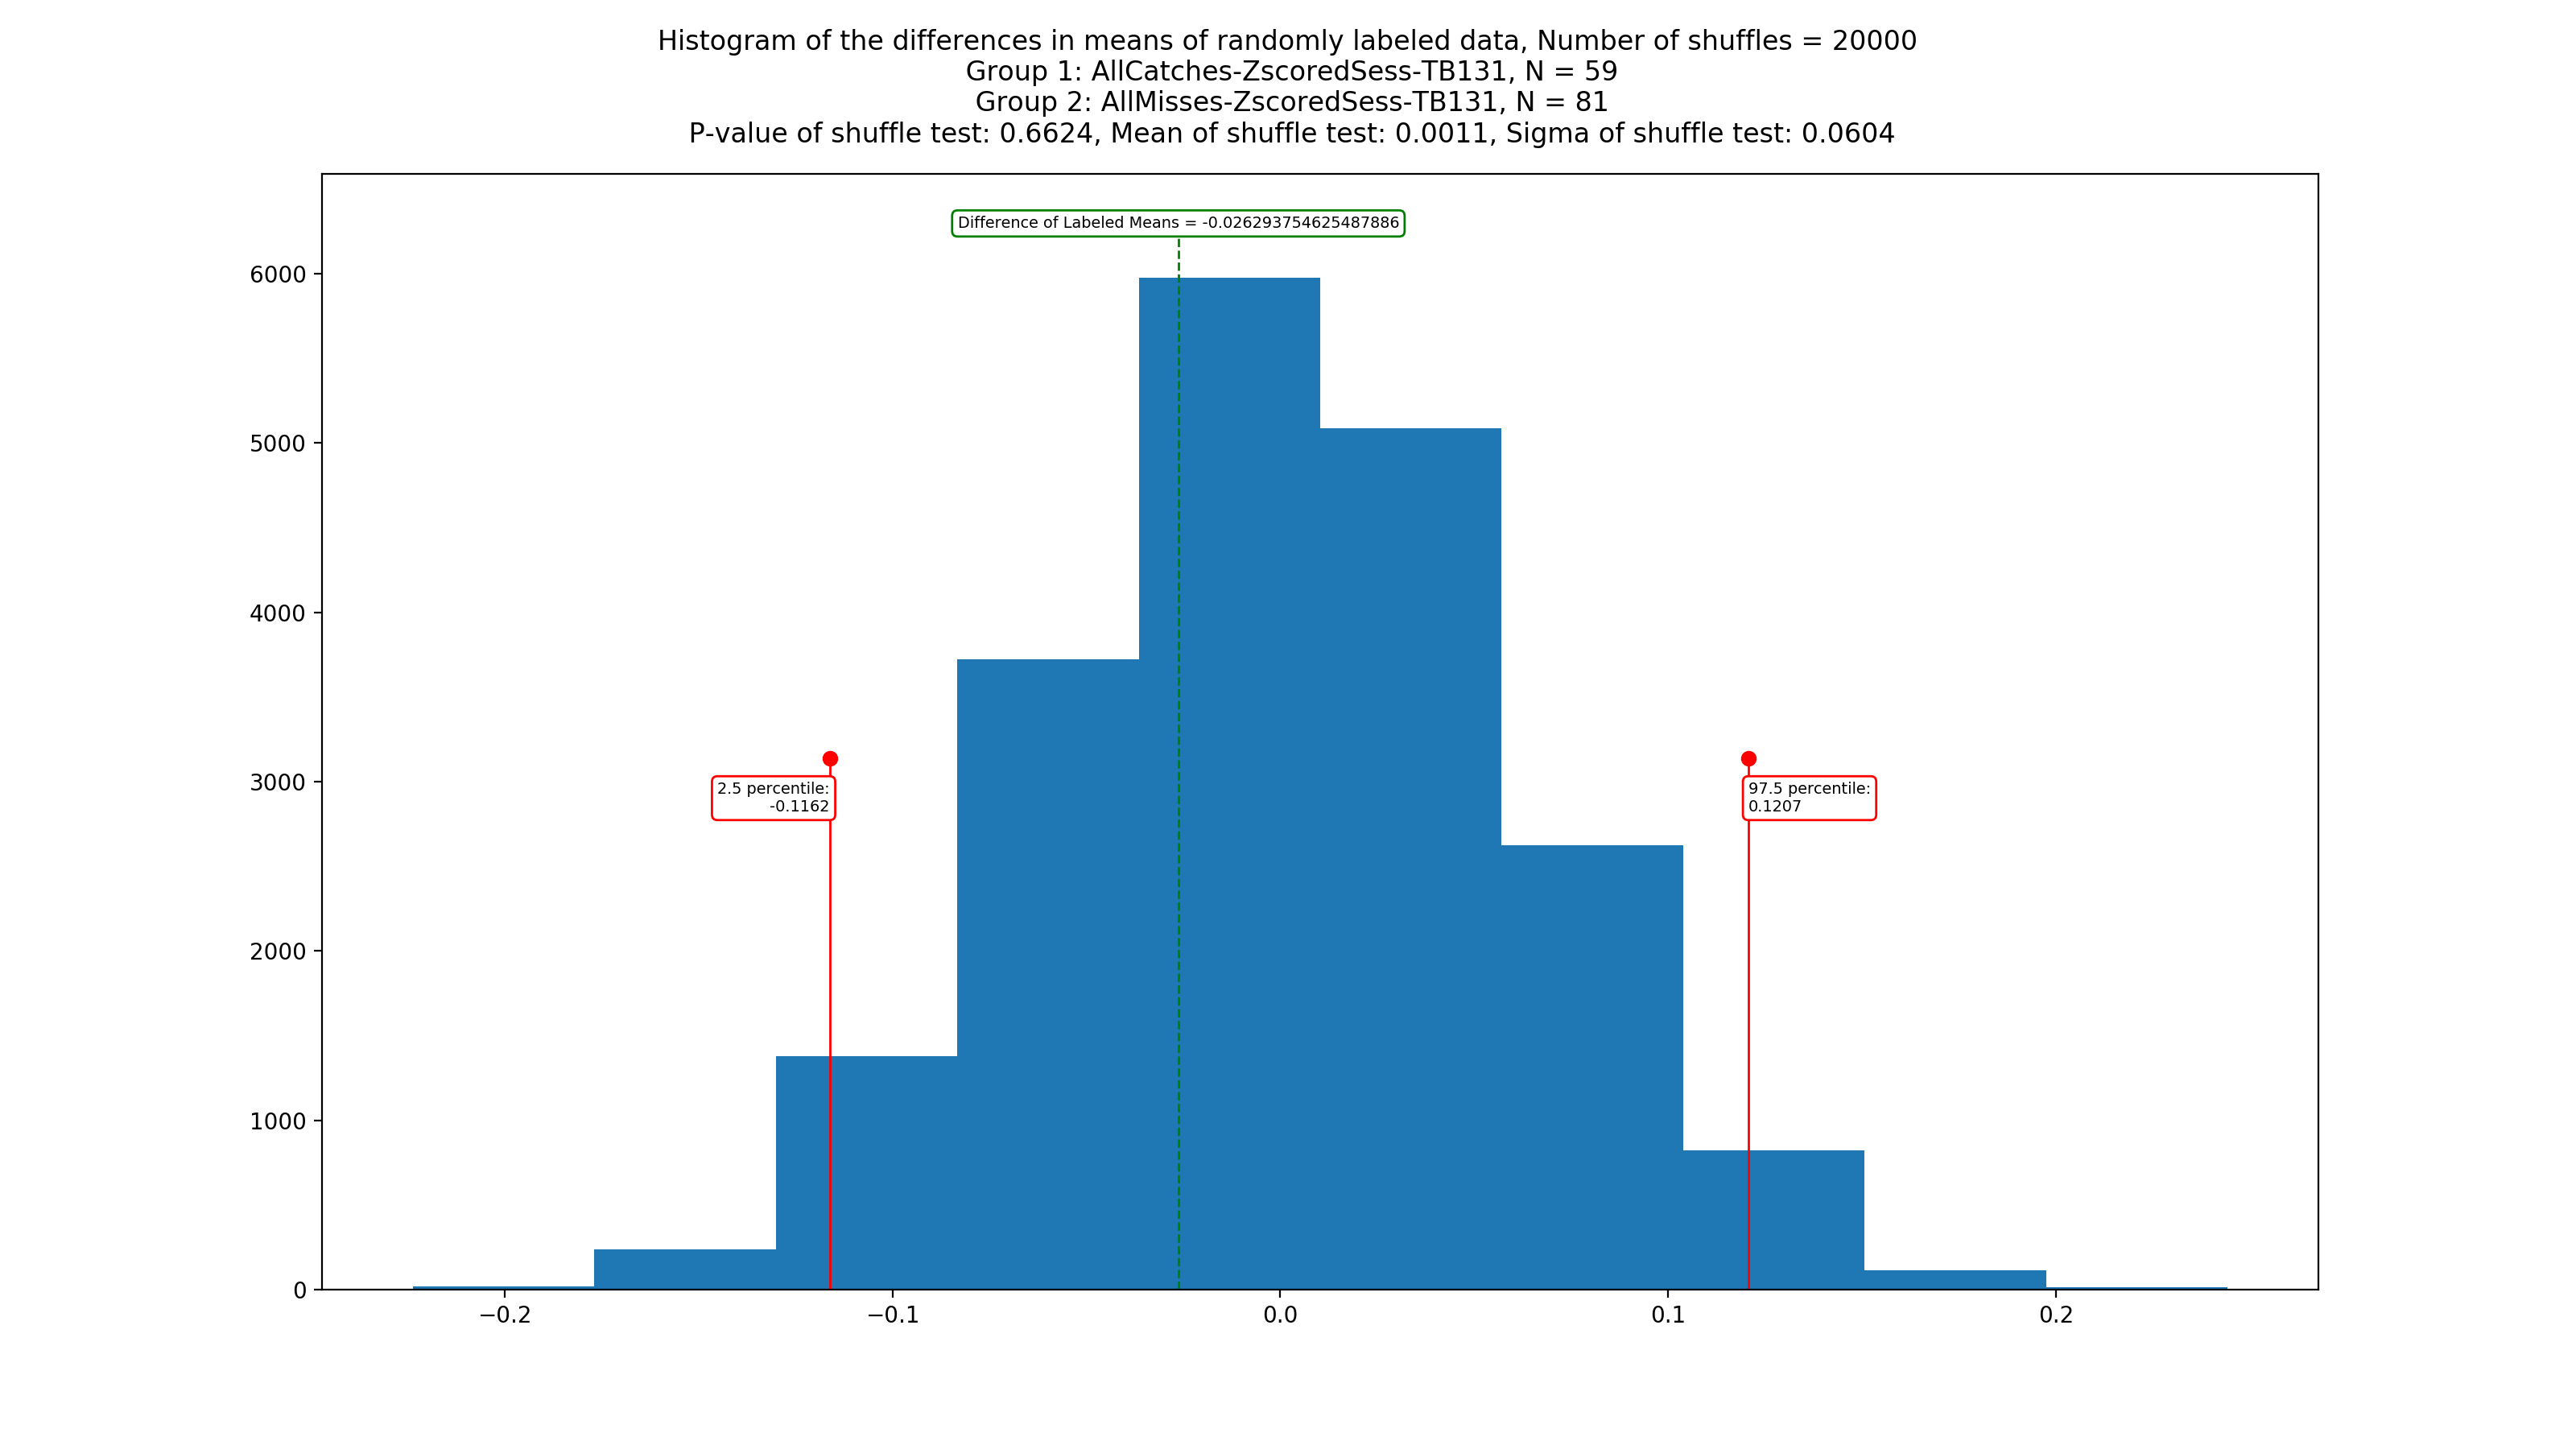 Histogram of the differences in means of randomly labeled data, Number of shuffles = 20000
Group 1: AllCatches-ZscoredSess-TB131, N = 59
Group 2: AllMisses-ZscoredSess-TB131, N = 81
P-value of shuffle test: 0.6624, Mean of shuffle test: 0.0011, Sigma of shuffle test: 0.0604
Difference of Labeled Means = -0.026293754625487886
6000
5000
4000
3000
2000
1000
0
2.5 percentile:
-0.1162
97.5 percentile:
0.1207
−0.2
−0.1
0.0
0.1
0.2